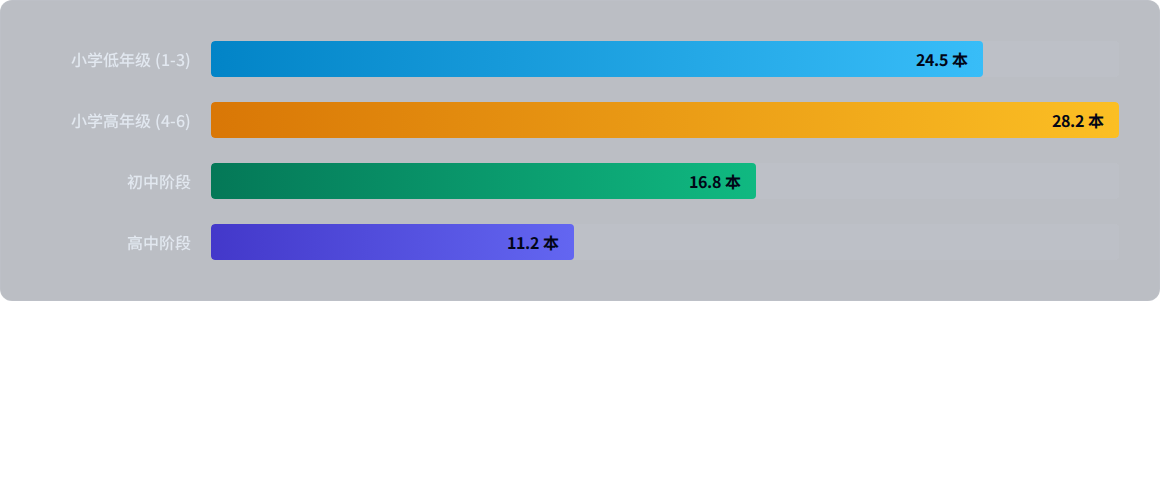 小学低年级 (1-3) 24.5 本
小学高年级 (4-6) 28.2 本
初中阶段 16.8 本
高中阶段 11.2 本